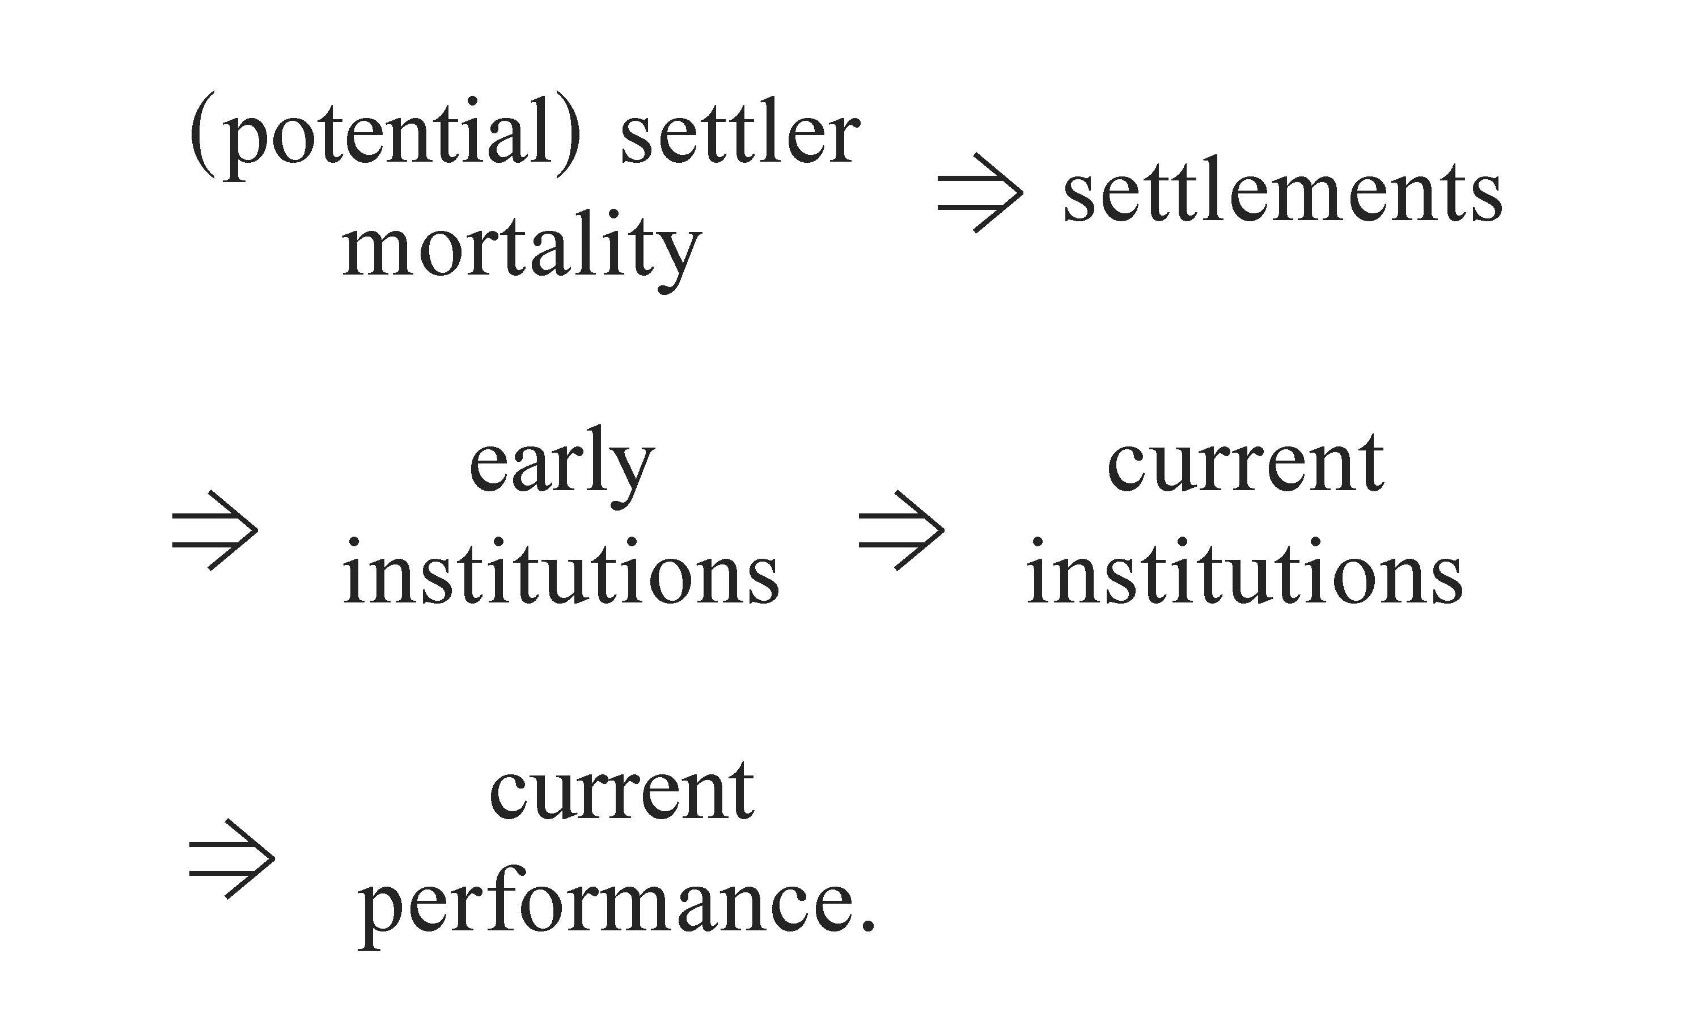 (potential) settler
mortality
⇒ settlements
⇒ early
institutions
⇒ current
institutions
⇒ current
performance.